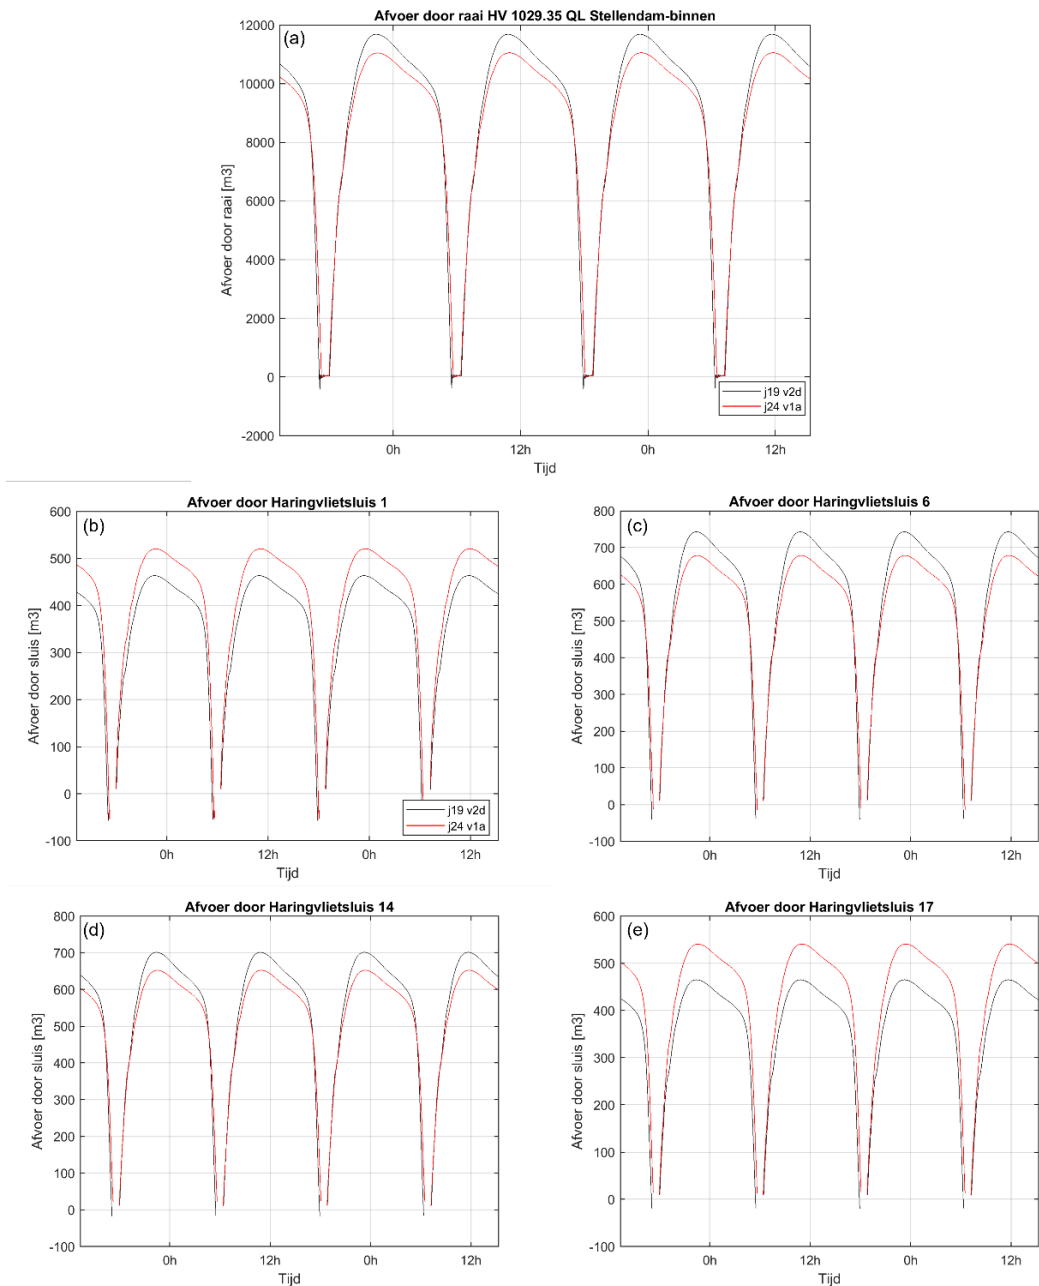 Afvoer door raai HV 1029.35 QL Stellendam-binnen
(a)
12000
10000
8000
6000
4000
2000
0
-2000
Afvoer door raai [m3]
0h 12h 0h 12h
Tijd
j19 v2d
j24 v1a
Afvoer door Haringvlietsluis 1
(b)
600
500
400
300
200
100
0
-100
Afvoer door sluis [m3]
0h 12h 0h 12h
Tijd
j19 v2d
j24 v1a
Afvoer door Haringvlietsluis 6
(c)
800
700
600
500
400
300
200
100
0
-100
Afvoer door sluis [m3]
0h 12h 0h 12h
Tijd
Afvoer door Haringvlietsluis 14
(d)
800
700
600
500
400
300
200
100
0
-100
Afvoer door sluis [m3]
0h 12h 0h 12h
Tijd
Afvoer door Haringvlietsluis 17
(e)
600
500
400
300
200
100
0
-100
Afvoer door sluis [m3]
0h 12h 0h 12h
Tijd